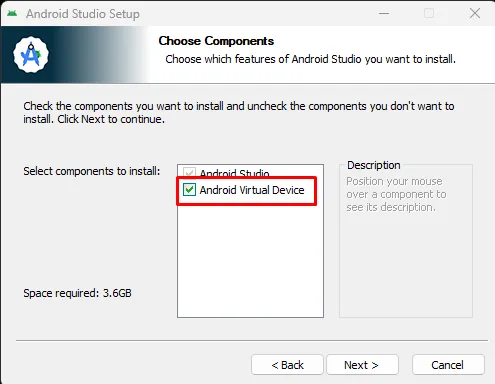 Android Studio Setup
Choose Components
Choose which features of Android Studio you want to install.
Check the components you want to install and uncheck the components you don't want to
install. Click Next to continue.
Select components to install:
Android Studio
Android Virtual Device
Description
Position your mouse
over a component to
see its description.
Space required: 3.6GB
< Back
Next >
Cancel